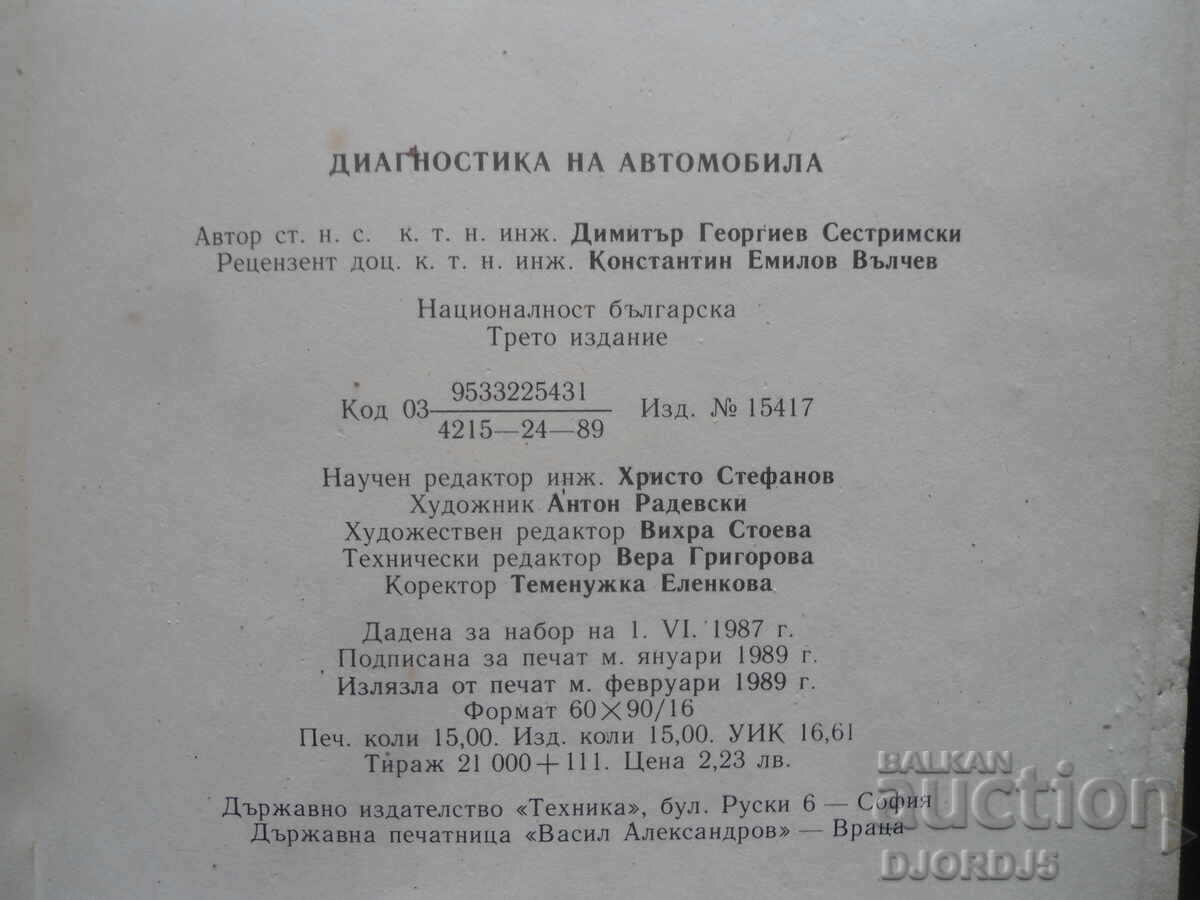 ДИАГНОСТИКА НА АВТОМОБИЛА
Автор ст. н. с. к. т. н. инж. Димитър Георгиев Сестримски
Рецензент доц. к. т. н. инж. Константин Емилов Вълчев
Националност българска
Трето издание
Код 03 9533225431 / 4215—24—89 Изд. № 15417
Научен редактор инж. Христо Стефанов
Художник Антон Радевски
Художествен редактор Вихра Стоева
Технически редактор Вера Григорова
Коректор Теменужка Еленкова
Дадена за набор на 1. VI. 1987 г.
Подписана за печат м. януари 1989 г.
Излязла от печат м. февруари 1989 г.
Формат 60×90/16
Печ. коли 15,00. Изд. коли 15,00. УИК 16,61
Тираж 21 000+111. Цена 2,23 лв.
Държавно издателство «Техника», бул. Руски 6 — София
Държавна печатница «Васил Александров» — Враца
BALKAN
auction
DJORDJ5